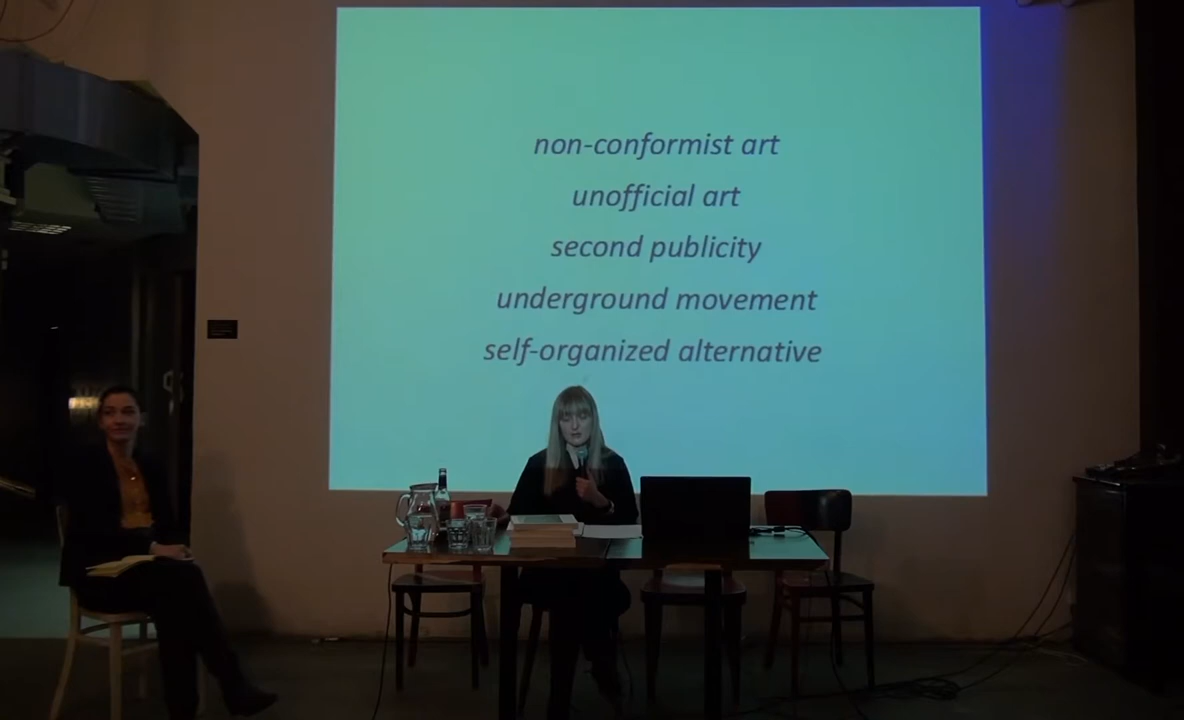 non-conformist art
unofficial art
second publicity
underground movement
self-organized alternative